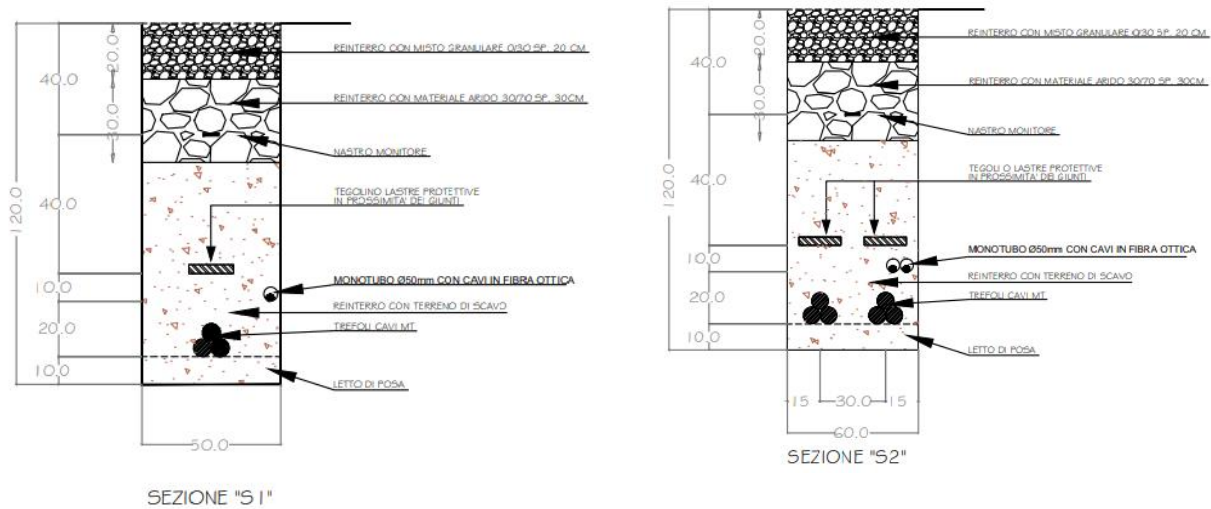 REINTERRO CON MISTO GRANULARE 0/30 SP. 20 CM
REINTERRO CON MATERIALE ARIDO 30/70 SP. 30CM
NASTRO MONITORE
TEGOLINO LASTRE PROTETTIVE
IN PROSSIMITA' DEI GIUNTI
MONOTUBO Ø50mm CON CAVI IN FIBRA OTTICA
REINTERRO CON TERRENO DI SCAVO
TREFOLI CAVI MT
LETTO DI POSA
120.0
40.0
40.0
10.0
20.0
10.0
20.0
30.0
50.0
SEZIONE "S1"
REINTERRO CON MISTO GRANULARE 0/30 SP. 20 CM
REINTERRO CON MATERIALE ARIDO 30/70 SP. 30CM
NASTRO MONITORE
TEGOLI O LASTRE PROTETTIVE
IN PROSSIMITA' DEI GIUNTI
MONOTUBO Ø50mm CON CAVI IN FIBRA OTTICA
REINTERRO CON TERRENO DI SCAVO
TREFOLI CAVI MT
LETTO DI POSA
120.0
40.0
40.0
10.0
20.0
10.0
20.0
30.0
15
30.0
15
60.0
SEZIONE "S2"